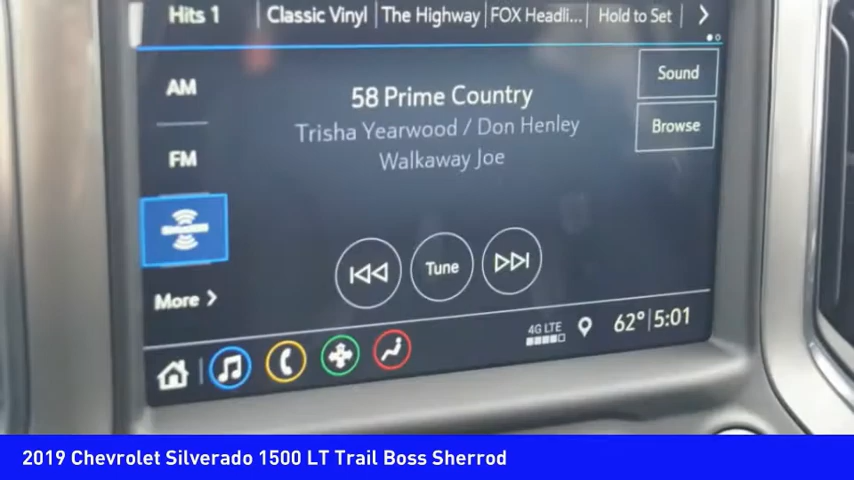 Hits 1 Classic Vinyl The Highway FOX Headli... Hold to Set
AM
58 Prime Country
Sound
Trisha Yearwood / Don Henley
Browse
FM
Walkaway Joe
Tune
More
4G LTE
62° 5:01
2019 Chevrolet Silverado 1500 LT Trail Boss Sherrod